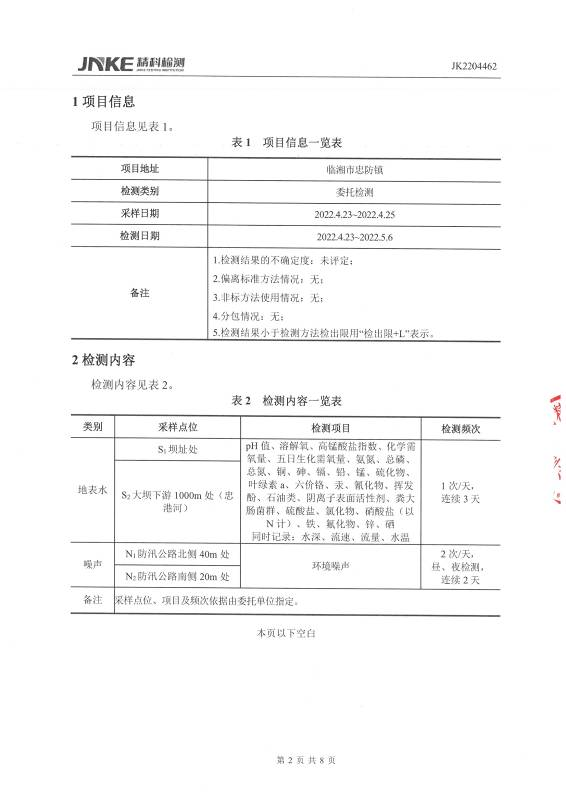 JNKE 精科检测
JK2204462
1 项目信息
项目信息见表 1。
表 1 项目信息一览表
项目地址 临湘市忠防镇
检测类别 委托检测
采样日期 2022.4.23~2022.4.25
检测日期 2022.4.23~2022.5.6
备注
1.检测结果的不确定度：未评定；
2.偏离标准方法情况：无；
3.非标方法使用情况：无；
4.分包情况：无；
5.检测结果小于检测方法检出限用“检出限+L”表示。
2 检测内容
检测内容见表 2。
表 2 检测内容一览表
类别 采样点位 检测项目 检测频次
地表水
S₁坝址处
S₂大坝下游 1000m 处（忠
港河）
pH 值、溶解氧、高锰酸盐指数、化学需
氧量、五日生化需氧量、氨氮、总磷、
总氮、铜、砷、镉、铅、锰、硫化物、
叶绿素 a、六价铬、汞、氰化物、挥发
酚、石油类、阴离子表面活性剂、粪大
肠菌群、硫酸盐、氯化物、硝酸盐（以
N 计）、铁、氟化物、锌、硒
同时记录：水深、流速、流量、水温
1 次/天，
连续 3 天
噪声
N₁防汛公路北侧 40m 处
N₂防汛公路南侧 20m 处
环境噪声
2 次/天，
昼、夜检测，
连续 2 天
备注 采样点位、项目及频次依据由委托单位指定。
本页以下空白
第 2 页 共 8 页